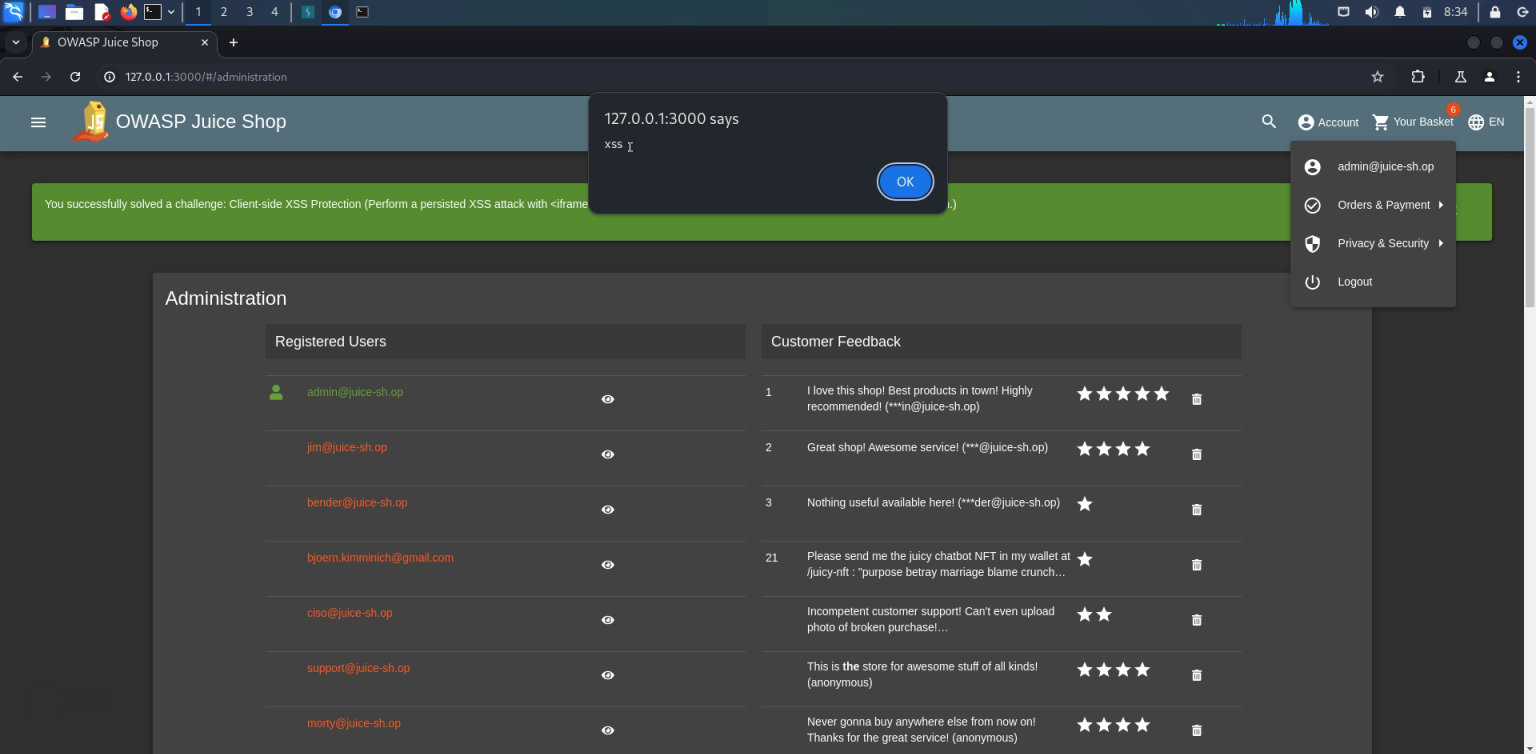 1 2 3 4 8:34
OWASP Juice Shop
127.0.0.1:3000/#/administration
OWASP Juice Shop
Account
6
Your Basket
EN
127.0.0.1:3000 says
xss
OK
admin@juice-sh.op
Orders & Payment
Privacy & Security
Logout
You successfully solved a challenge: Client-side XSS Protection (Perform a persisted XSS attack with <iframe
.)
Administration
Registered Users
admin@juice-sh.op
jim@juice-sh.op
bender@juice-sh.op
bjoern.kimminich@gmail.com
ciso@juice-sh.op
support@juice-sh.op
morty@juice-sh.op
Customer Feedback
1
I love this shop! Best products in town! Highly
recommended! (***in@juice-sh.op)
2
Great shop! Awesome service! (***@juice-sh.op)
3
Nothing useful available here! (***der@juice-sh.op)
21
Please send me the juicy chatbot NFT in my wallet at
/juicy-nft : "purpose betray marriage blame crunch…
Incompetent customer support! Can't even upload
photo of broken purchase!…
This is the store for awesome stuff of all kinds!
(anonymous)
Never gonna buy anywhere else from now on!
Thanks for the great service! (anonymous)